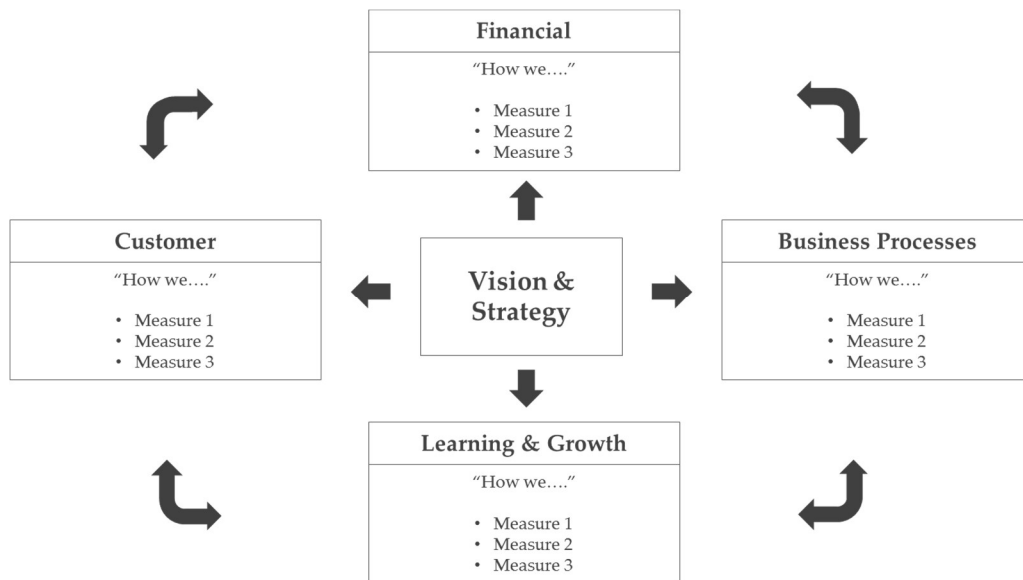 Financial
“How we….”
• Measure 1
• Measure 2
• Measure 3
Customer
“How we….”
• Measure 1
• Measure 2
• Measure 3
Vision &
Strategy
Business Processes
“How we….”
• Measure 1
• Measure 2
• Measure 3
Learning & Growth
“How we….”
• Measure 1
• Measure 2
• Measure 3